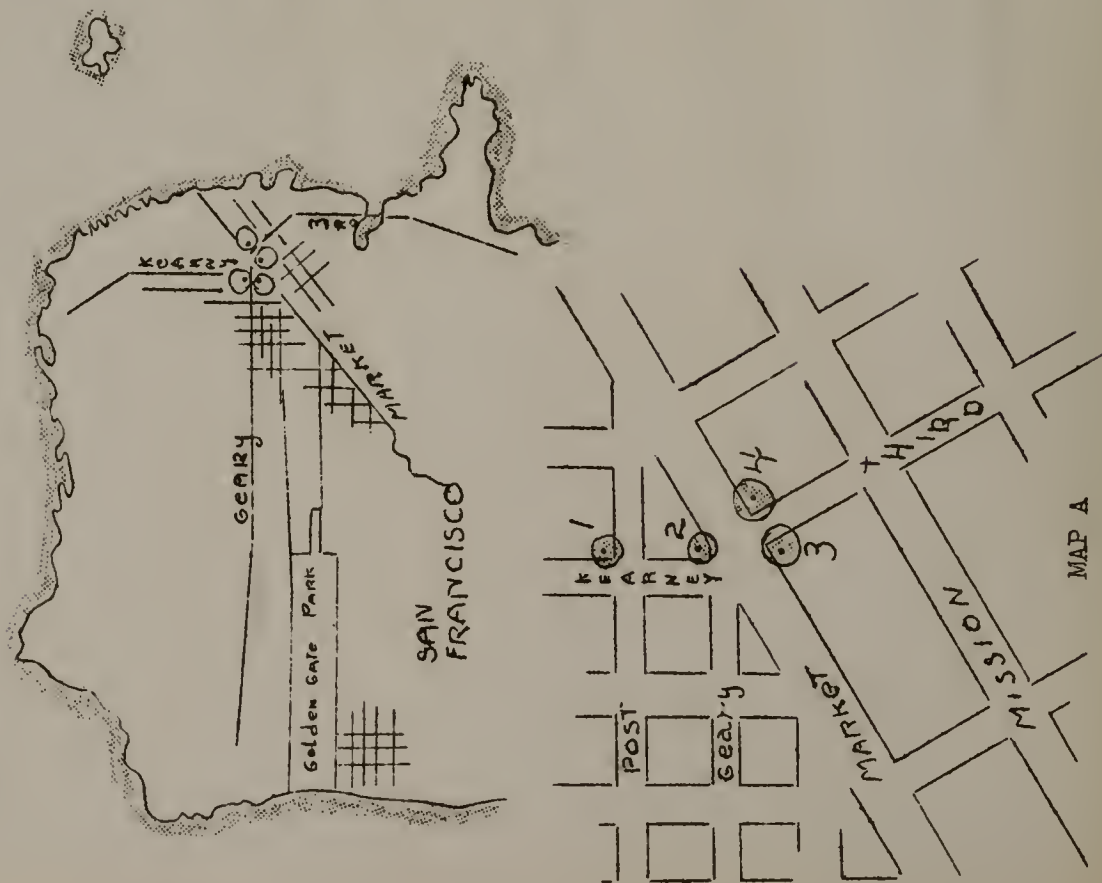 KEARNY
3RD
MARKET
GEARY
Golden Gate Park
SAN
FRANCISCO
1
2
KEARNEY
4
3
THIRD
POST
Geary
MARKET
MISSION
MAP A